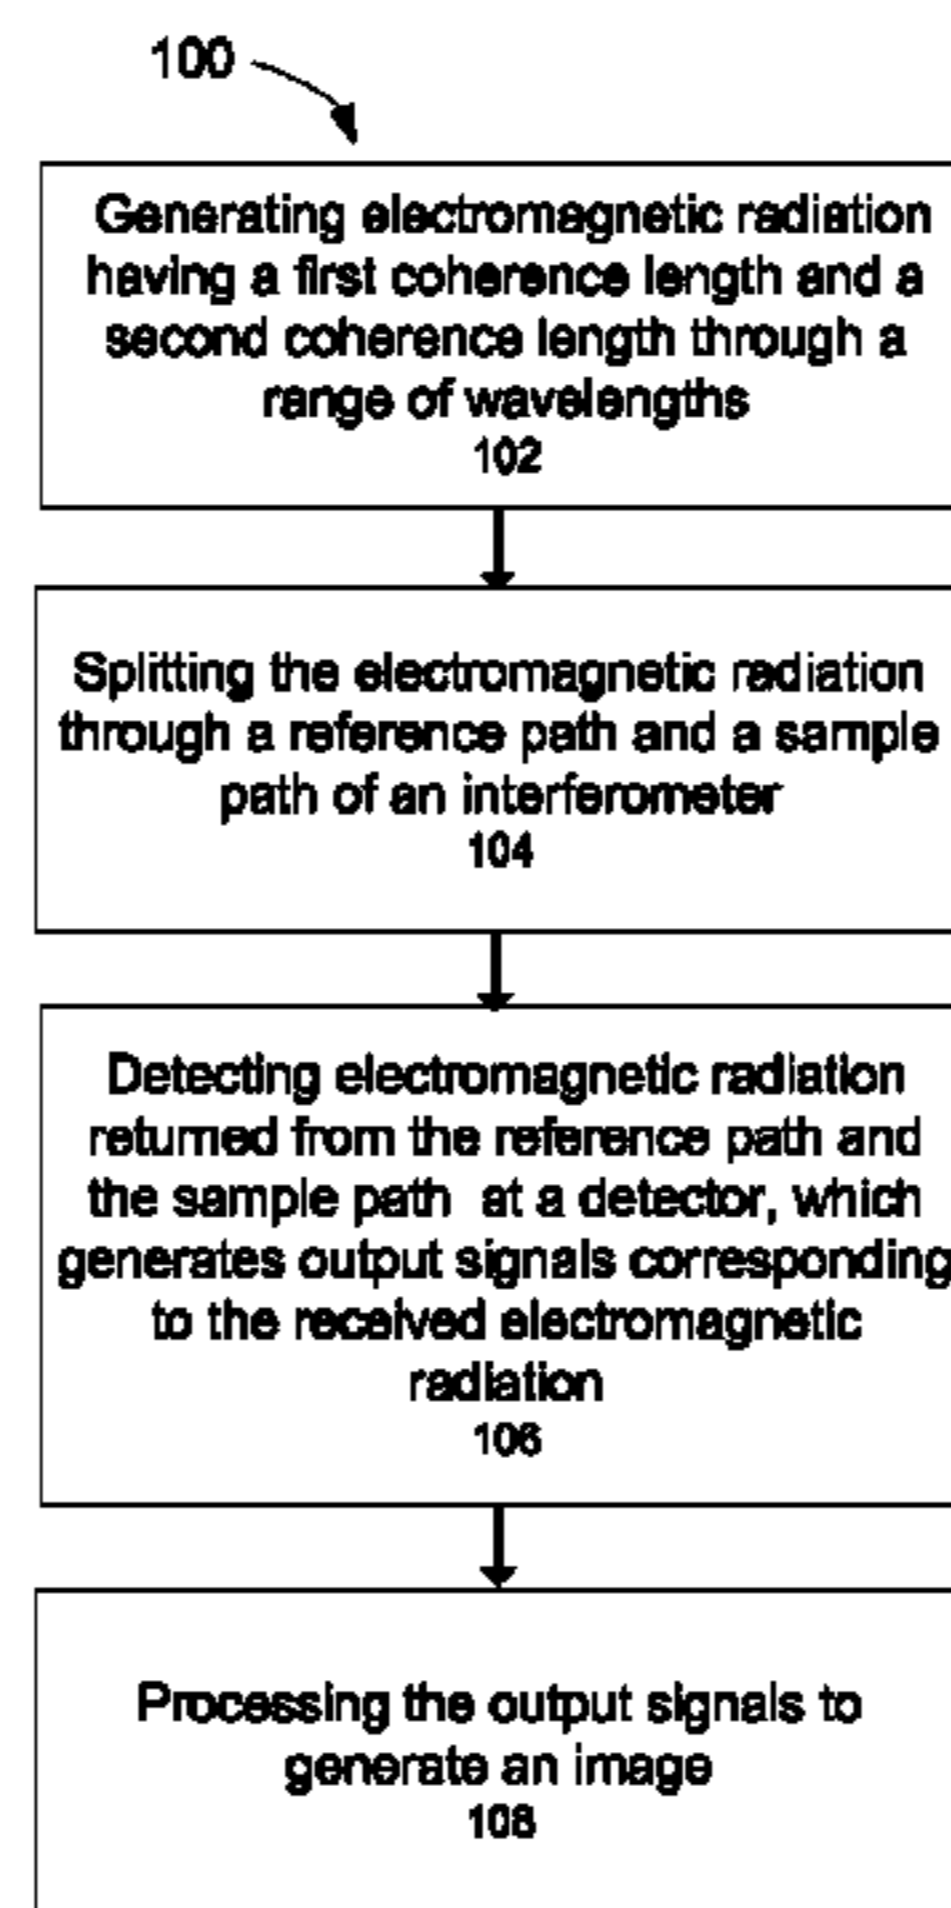 100
Generating electromagnetic radiation
having a first coherence length and a
second coherence length through a
range of wavelengths
102
Splitting the electromagnetic radiation
through a reference path and a sample
path of an interferometer
104
Detecting electromagnetic radiation
returned from the reference path and
the sample path at a detector, which
generates output signals corresponding
to the received electromagnetic
radiation
106
Processing the output signals to
generate an image
108